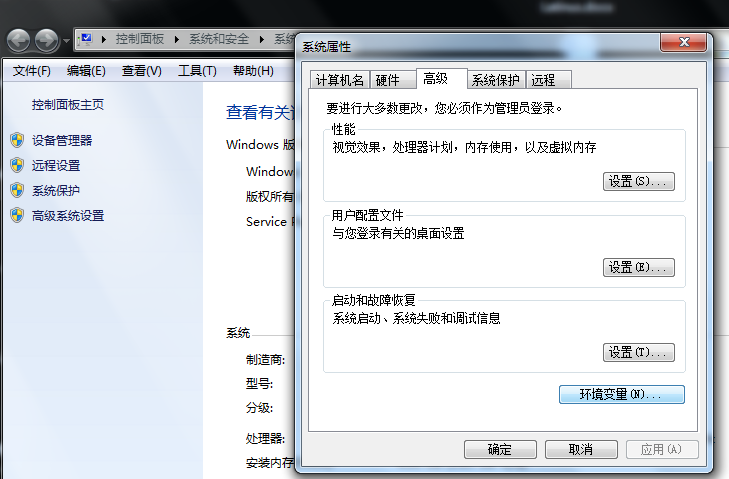 控制面板 ▸ 系统和安全 ▸
文件(F) 编辑(E) 查看(V) 工具(T) 帮助(H)
控制面板主页
设备管理器
远程设置
系统保护
高级系统设置
查看有关
Windows 版
Window
版权所有
Service
系统
制造商:
型号:
分级:
处理器:
安装内存
系统属性
计算机名 硬件 高级 系统保护 远程
要进行大多数更改，您必须作为管理员登录。
性能
视觉效果，处理器计划，内存使用，以及虚拟内存
设置(S)...
用户配置文件
与您登录有关的桌面设置
设置(E)...
启动和故障恢复
系统启动、系统失败和调试信息
设置(T)...
环境变量(N)...
确定 取消 应用(A)